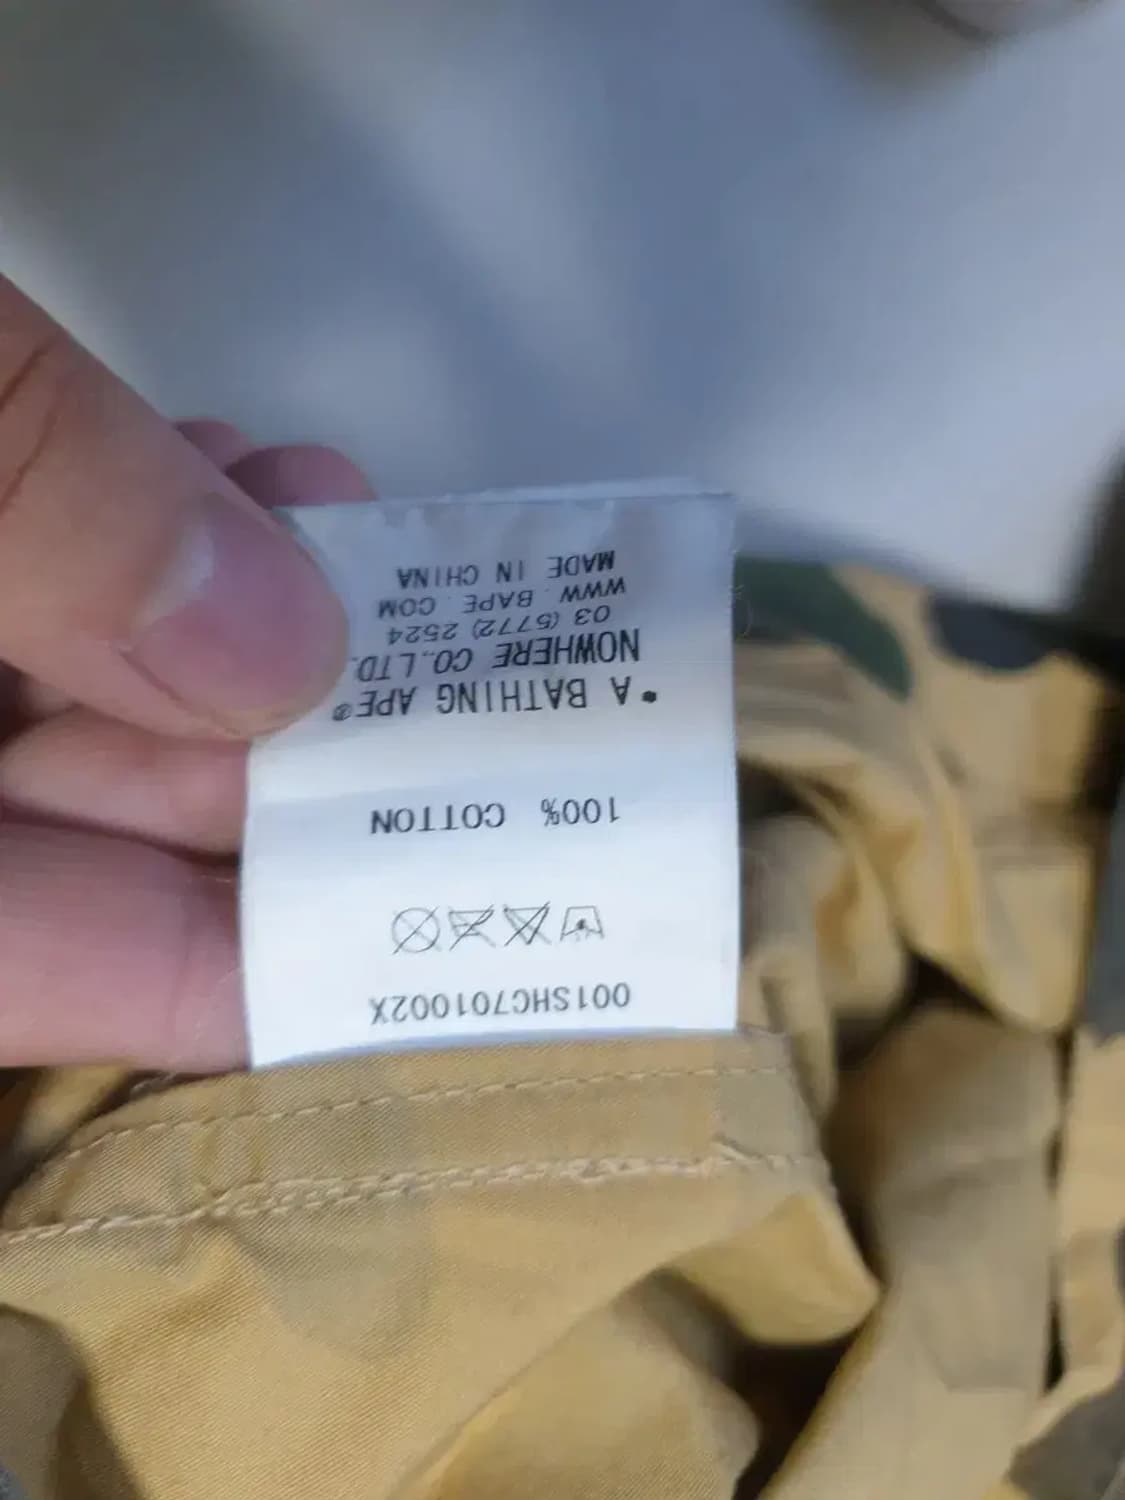 001SHC701002X
100% COTTON
• A BATHING APE®
NOWHERE CO.,LTD.
03 (5772) 2524
WWW. BAPE. COM
MADE IN CHINA